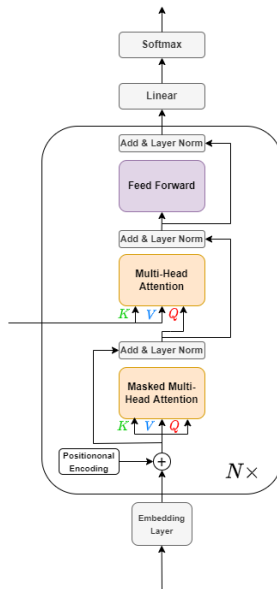 Softmax
Linear
Add & Layer Norm
Feed Forward
Add & Layer Norm
Multi-Head
Attention
K V Q
Add & Layer Norm
Masked Multi-
Head Attention
K V Q
Positiononal
Encoding
+
N×
Embedding
Layer